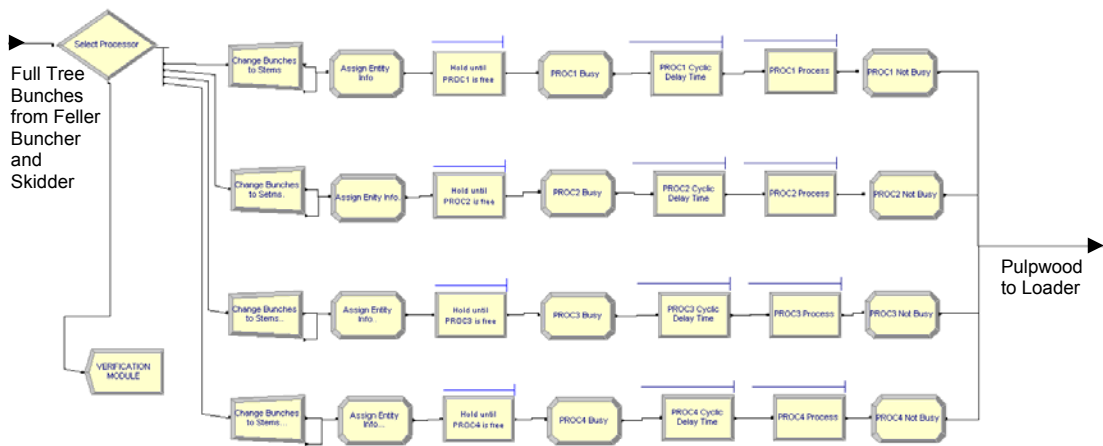 Select Processor
Full Tree
Bunches
from Feller
Buncher
and
Skidder
Change Bunches
to Stems
Assign Entity
Info
Hold until
PROC1 is free
PROC1 Busy
PROC1 Cyclic
Delay Time
PROC1 Process
PROC1 Not Busy
Change Bunches
to Setms..
Assign Enity Info.
Hold until
PROC2 is free
PROC2 Busy
PROC2 Cyclic
Delay Time
PROC2 Process
PROC2 Not Busy
Pulpwood
to Loader
Change Bunches
to Stems...
Assign Entity
Info..
Hold until
PROC3 is free
PROC3 Busy
PROC3 Cyclic
Delay Time
PROC3 Process
PROC3 Not Busy
VERIFICATION
MODULE
Change Bunches
to Stems....
Assign Entity
Info...
Hold until
PROC4 is free
PROC4 Busy
PROC4 Cyclic
Delay Time
PROC4 Process
PROC4 Not Busy